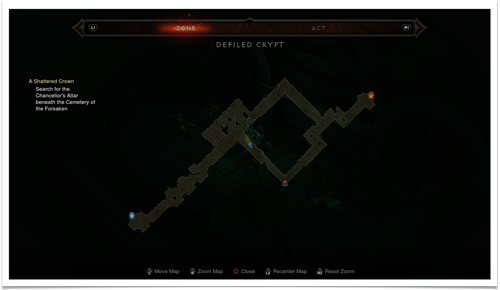 L1
ZONE
ACT
R1
DEFILED CRYPT
A Shattered Crown
Search for the
Chancellor's Altar
beneath the Cemetery of
the Forsaken
Move Map
Zoom Map
Close
Recenter Map
Reset Zoom